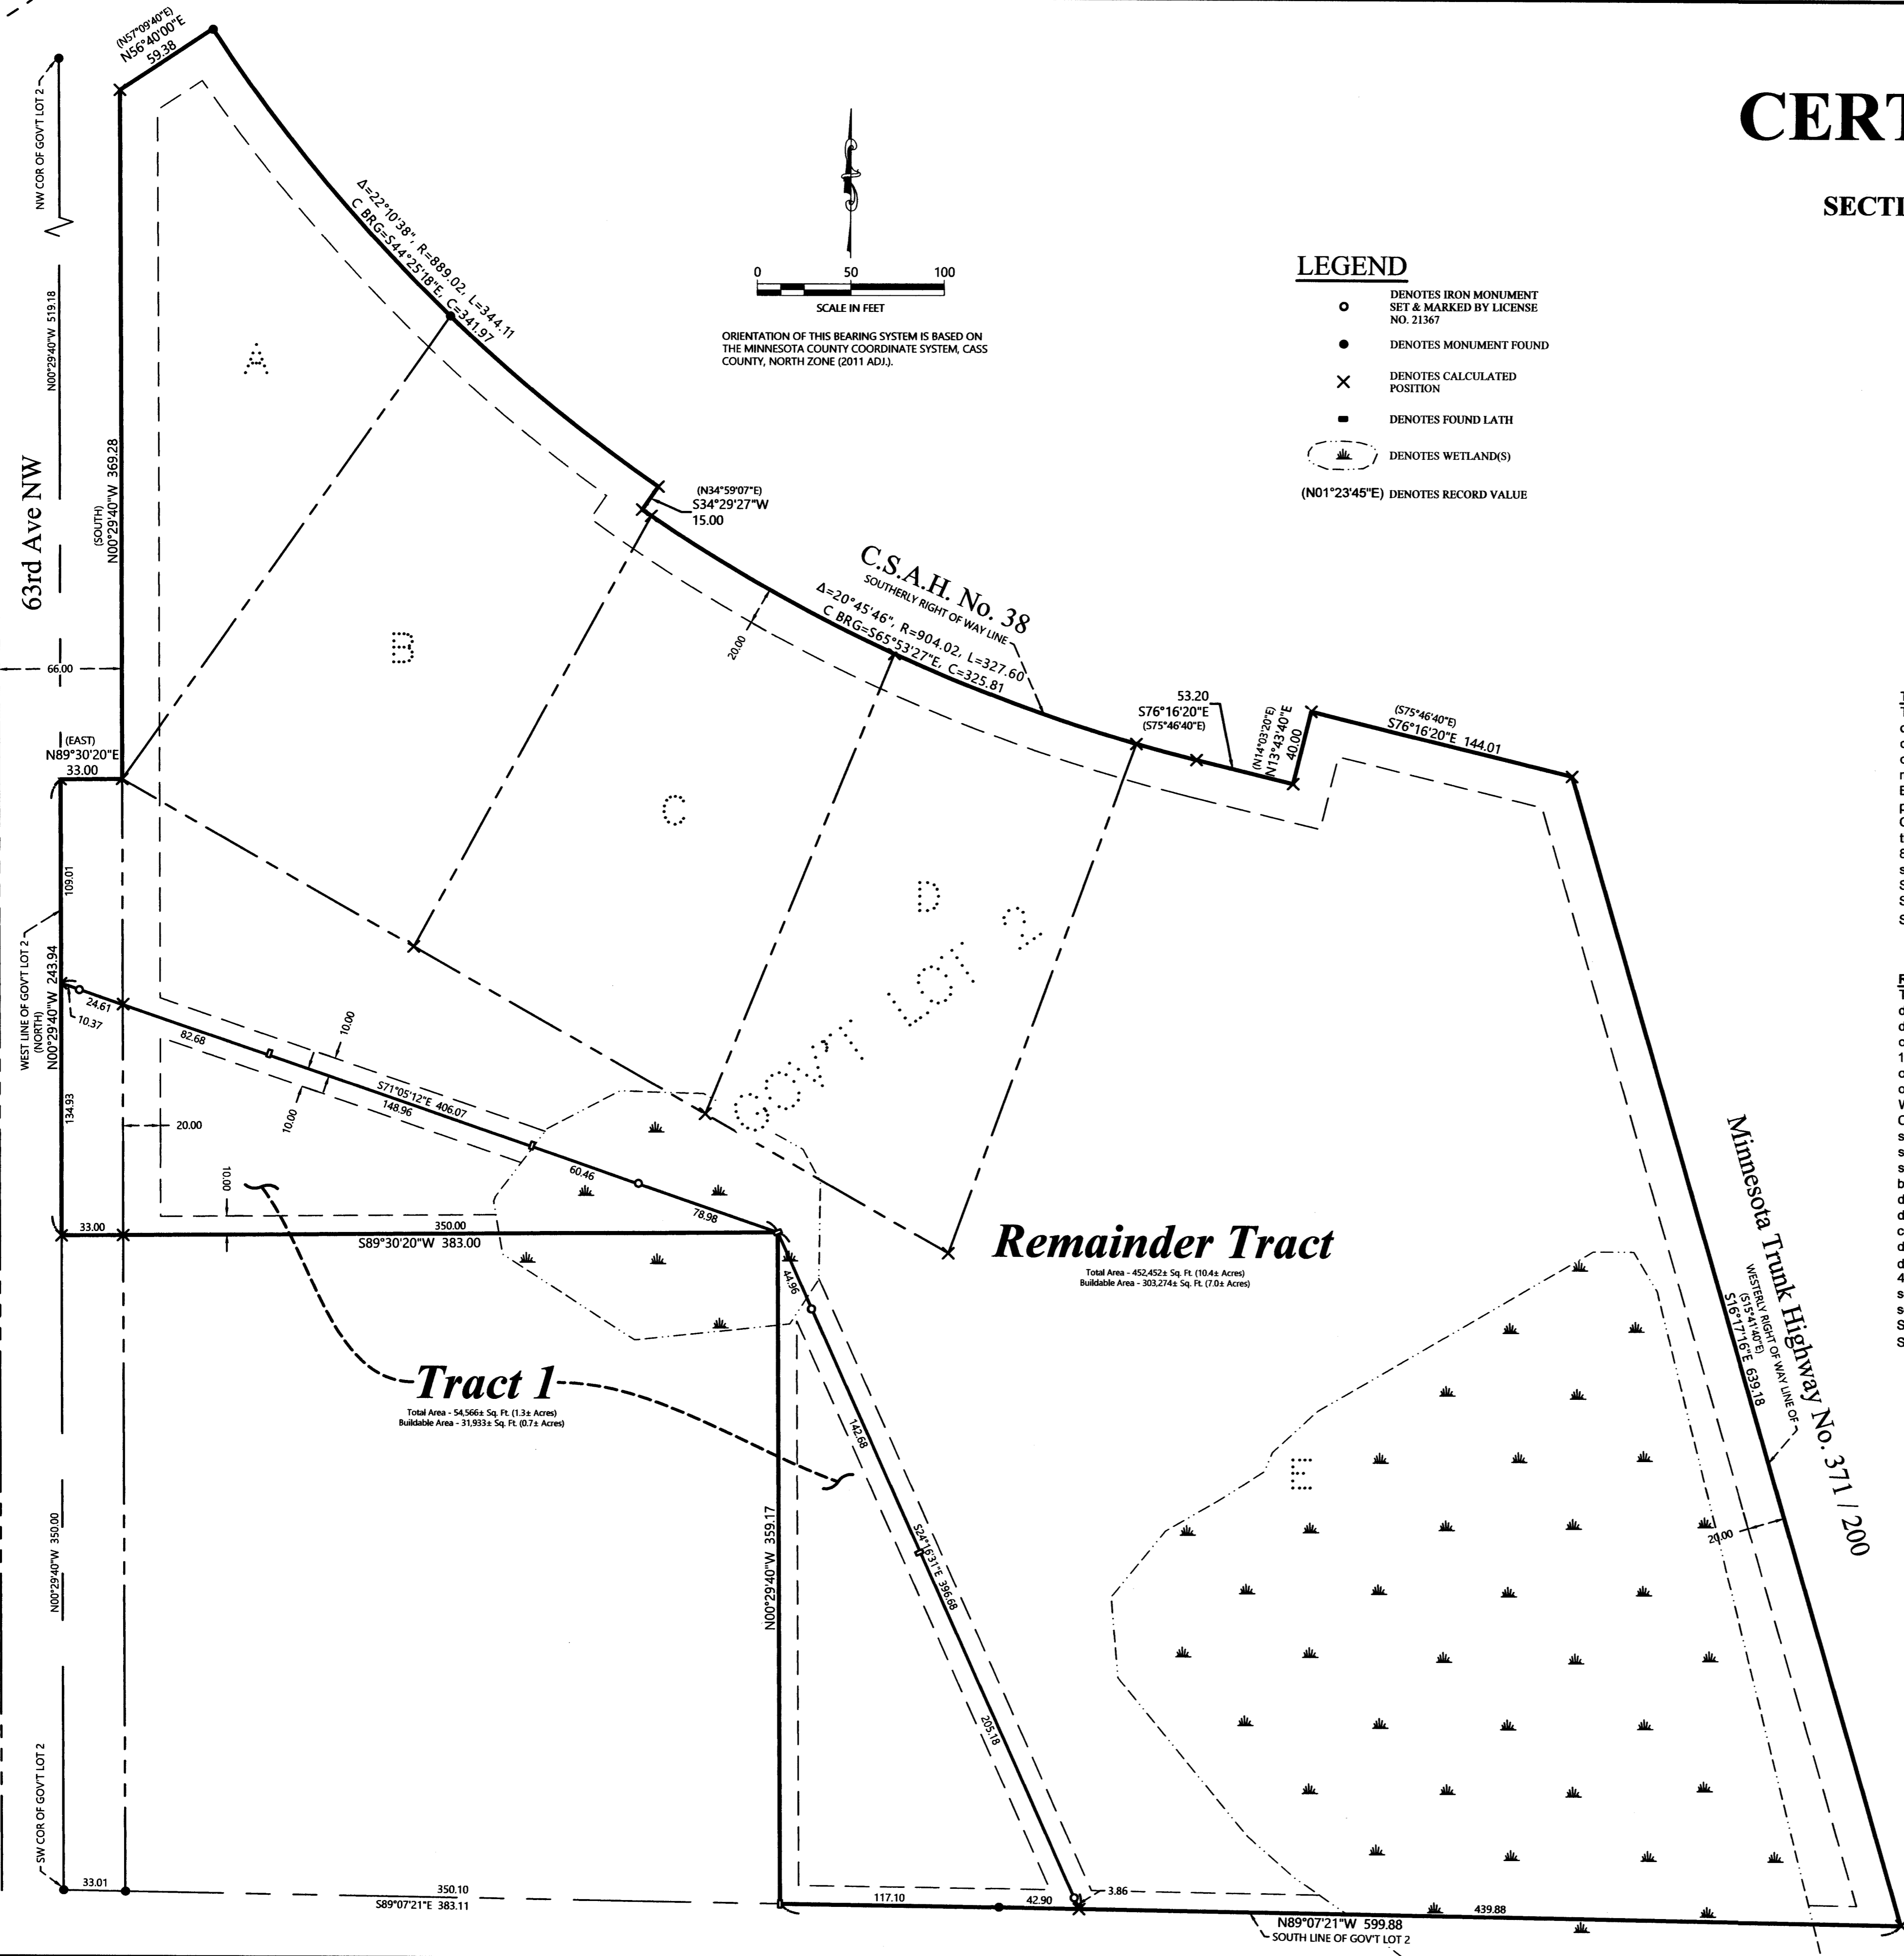 CERT
SECTI
(N57°09'40"E)
N56°40'00"E
59.38
NW COR OF GOV'T LOT 2
N00°29'40"W 519.18
63rd Ave NW
(SOUTH)
N00°29'40"W 369.28
66.00
Δ=22°10'38", R=889.02, L=344.11
C BRG=S44°25'18"E, C=341.97
A
0 50 100
SCALE IN FEET
ORIENTATION OF THIS BEARING SYSTEM IS BASED ON
THE MINNESOTA COUNTY COORDINATE SYSTEM, CASS
COUNTY, NORTH ZONE (2011 ADJ.).
LEGEND
DENOTES IRON MONUMENT
SET & MARKED BY LICENSE
NO. 21367
DENOTES MONUMENT FOUND
DENOTES CALCULATED
POSITION
DENOTES FOUND LATH
DENOTES WETLAND(S)
(N01°23'45"E) DENOTES RECORD VALUE
(N34°59'07"E)
S34°29'27"W
15.00
C.S.A.H. No. 38
SOUTHERLY RIGHT OF WAY LINE
Δ=20°45'46", R=904.02, L=327.60
C BRG=S65°53'27"E, C=325.81
20.00
B
53.20
S76°16'20"E
(S75°46'40"E)
(N14°03'20"E)
N13°43'40"E
40.00
(S75°46'40"E)
S76°16'20"E 144.01
(EAST)
N89°30'20"E
33.00
C
D
GOV'T LOT 2
109.01
WEST LINE OF GOV'T LOT 2
(NORTH)
N00°29'40"W 243.94
24.61
10.37
82.68
10.00
S71°05'12"E 406.07
148.96
10.00
134.93
20.00
60.46
10.00
78.98
33.00
350.00
S89°30'20"W 383.00
Remainder Tract
Total Area - 452,452± Sq. Ft. (10.4± Acres)
Buildable Area - 303,274± Sq. Ft. (7.0± Acres)
Minnesota Trunk Highway No. 371 / 200
WESTERLY RIGHT OF WAY LINE OF
(S15°41'40"E)
S16°17'16"E 639.18
44.96
Tract 1
Total Area - 54,566± Sq. Ft. (1.3± Acres)
Buildable Area - 31,933± Sq. Ft. (0.7± Acres)
142.68
E
20.00
N00°29'40"W 350.00
N00°29'40"W 359.17
S24°16'31"E 396.68
205.18
SW COR OF GOV'T LOT 2
33.01
350.10
S89°07'21"E 383.11
117.10
42.90
3.86
N89°07'21"W 599.88
SOUTH LINE OF GOV'T LOT 2
439.88